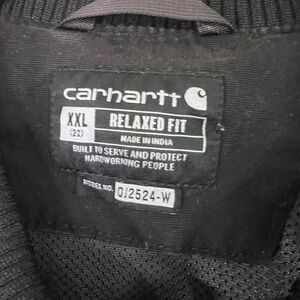 carhartt
XXL RELAXED FIT
(20) MADE IN INDIA
BUILT TO SERVE AND PROTECT
HARDWORKING PEOPLE
MODEL NO. OJ2524-W